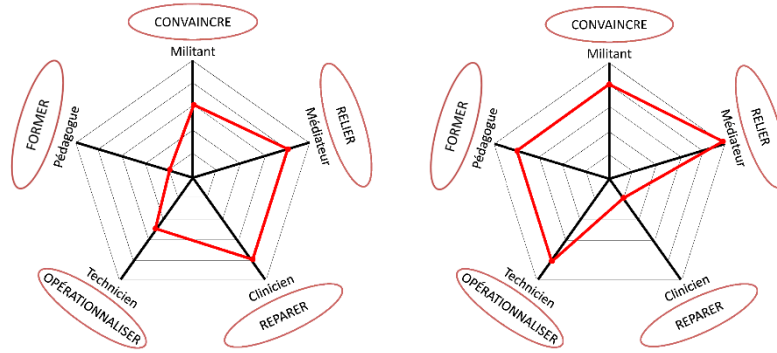 CONVAINCRE
Militant
FORMER
Pédagogue
Médiateur
RELIER
Technicien
OPÉRATIONNALISER
Clinicien
REPARER
CONVAINCRE
Militant
FORMER
Pédagogue
Médiateur
RELIER
Technicien
OPÉRATIONNALISER
Clinicien
REPARER